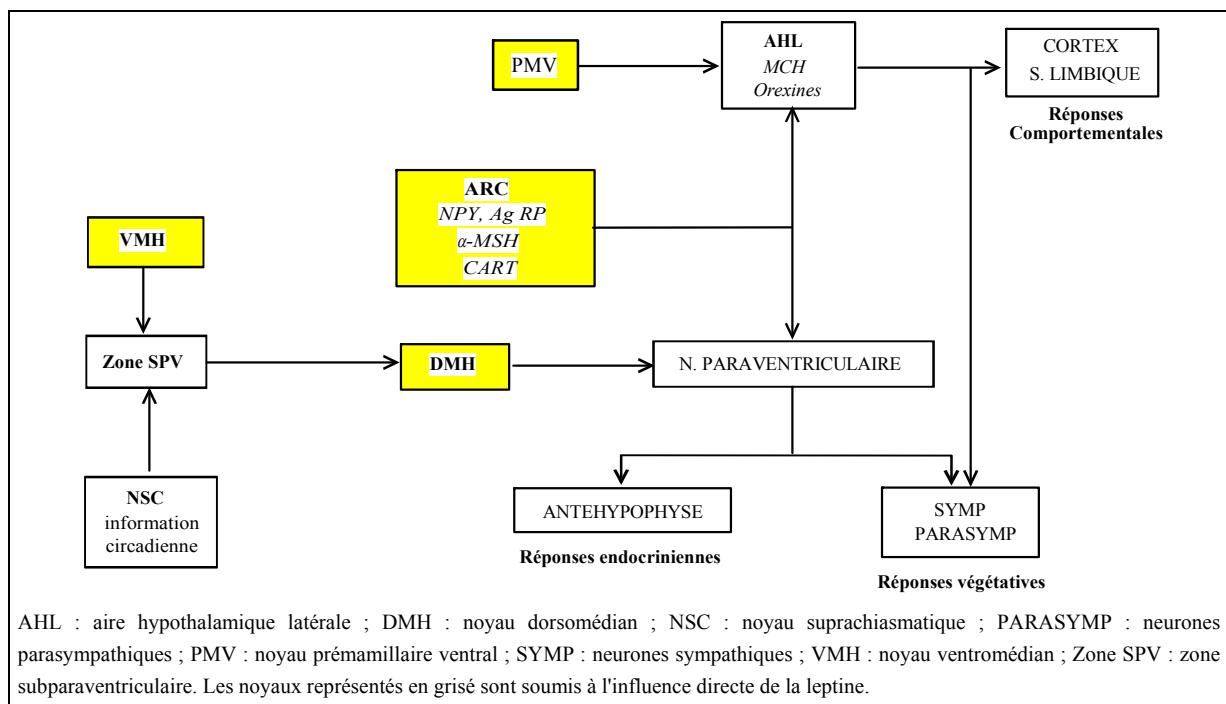 PMV
AHL
MCH
Orexines
CORTEX
S. LIMBIQUE
Réponses
Comportementales
ARC
NPY, Ag RP
α-MSH
CART
VMH
Zone SPV
DMH
N. PARAVENTRICULAIRE
NSC
information
circadienne
ANTEHYPOPHYSE
Réponses endocriniennes
SYMP
PARASYMP
Réponses végétatives
AHL : aire hypothalamique latérale ; DMH : noyau dorsomédian ; NSC : noyau suprachiasmatique ; PARASYMP : neurones
parasympathiques ; PMV : noyau prémamillaire ventral ; SYMP : neurones sympathiques ; VMH : noyau ventromédian ; Zone SPV : zone
subparaventriculaire. Les noyaux représentés en grisé sont soumis à l'influence directe de la leptine.